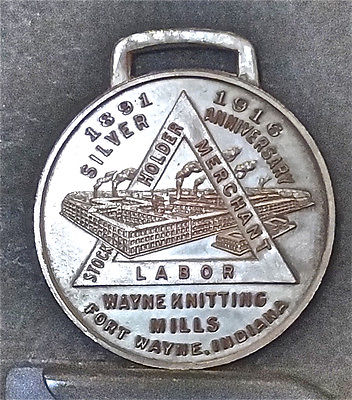 1891 1916
SILVER ANNIVERSARY
STOCK HOLDER
MERCHANT
LABOR
WAYNE KNITTING
MILLS
FORT WAYNE, INDIANA